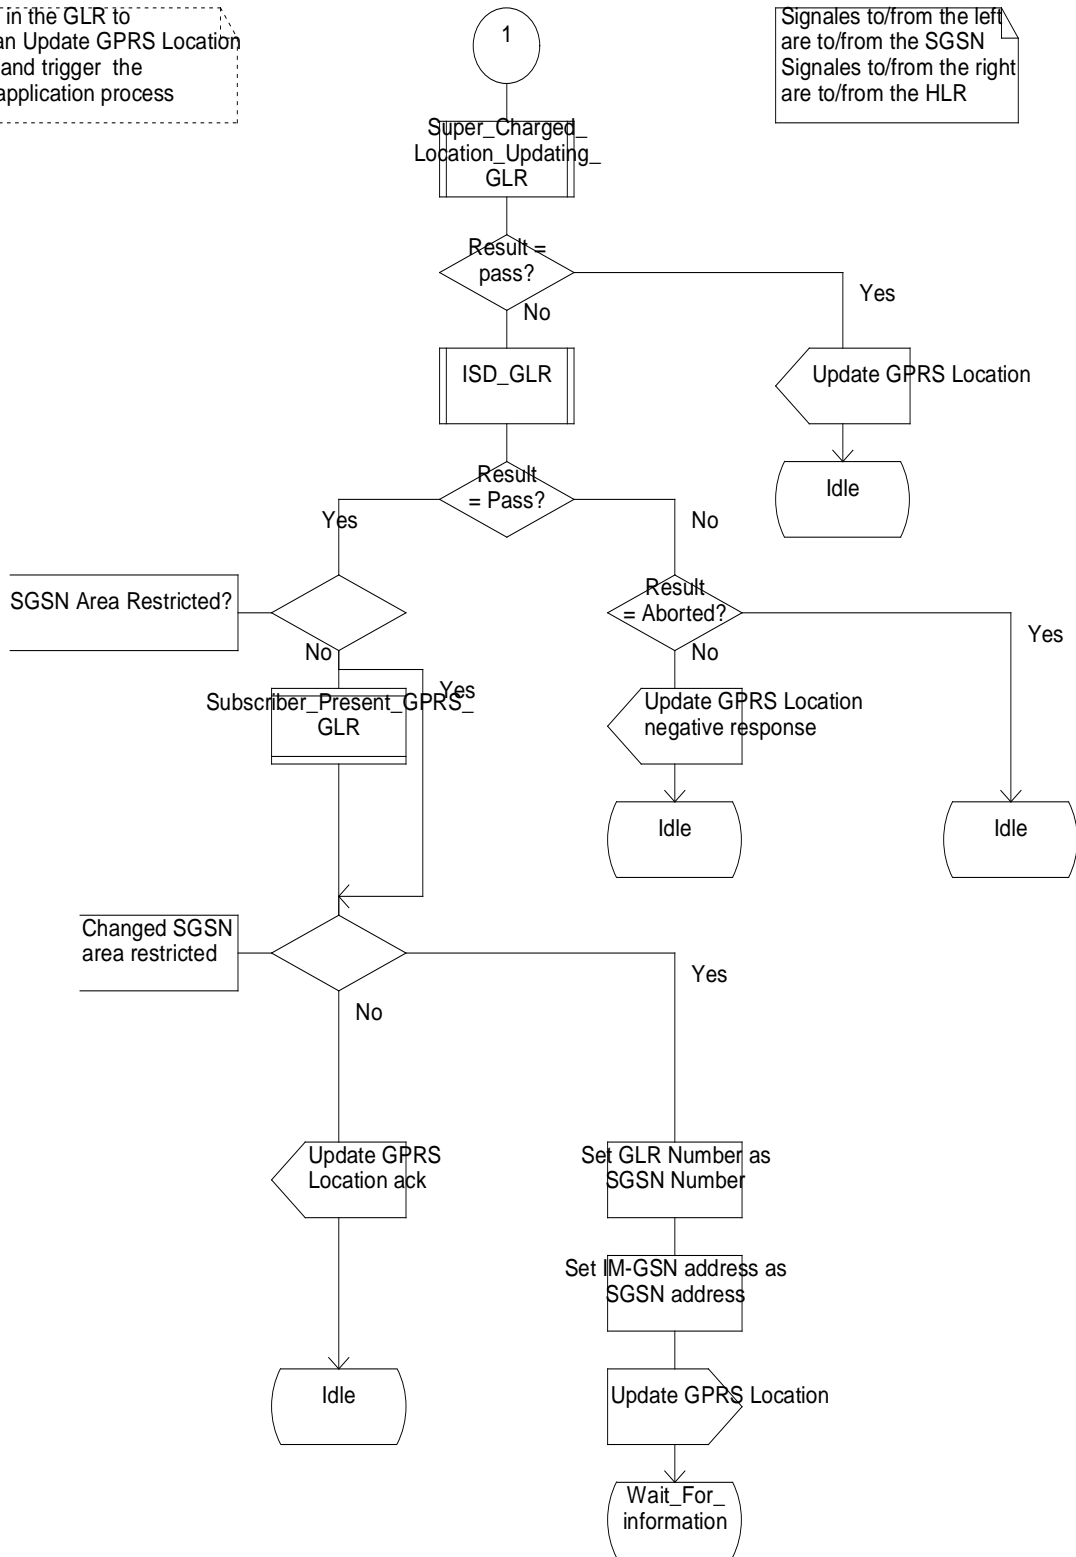 in the GLR to
an Update GPRS Location
and trigger the
application process
1
Signales to/from the left
are to/from the SGSN
Signales to/from the right
are to/from the HLR
Super_Charged_
Location_Updating_
GLR
Result =
pass?
Yes
No
ISD_GLR
Update GPRS Location
Idle
Result
= Pass?
Yes
No
SGSN Area Restricted?
Result
= Aborted?
Yes
No
No
Yes
Subscriber_Present_GPRS_
GLR
Update GPRS Location
negative response
Idle
Idle
Changed SGSN
area restricted
Yes
No
Update GPRS
Location ack
Set GLR Number as
SGSN Number
Set IM-GSN address as
SGSN address
Idle
Update GPRS Location
Wait_For_
information